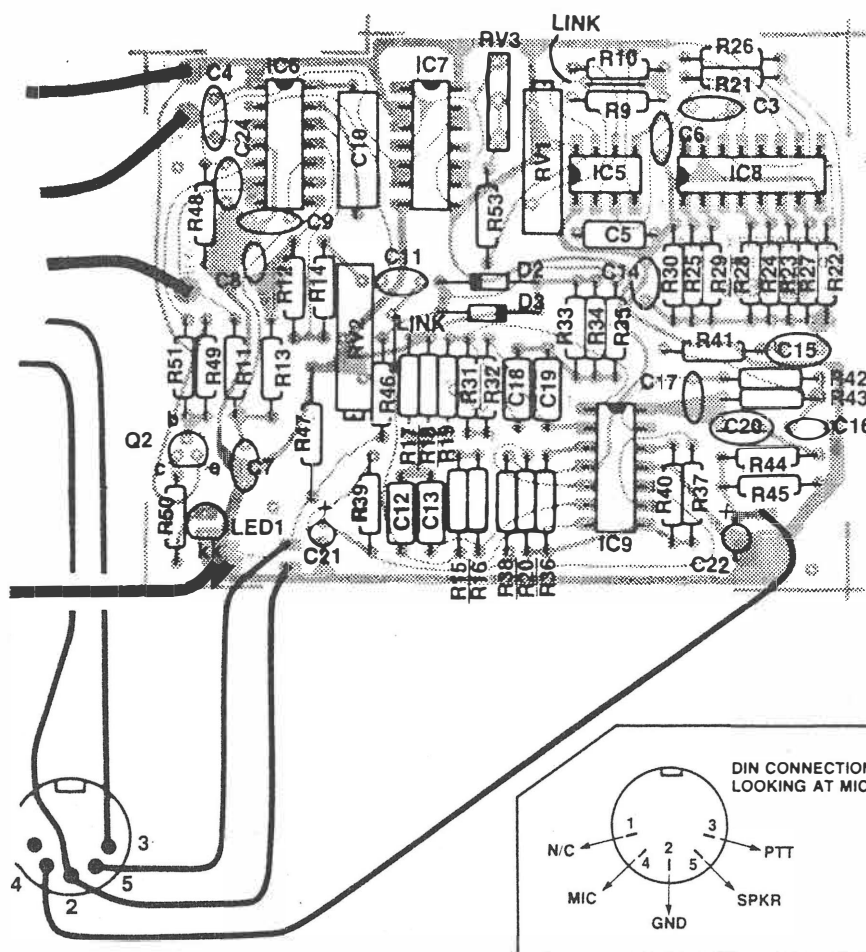 LINK
RV3
C4
IC6
IC7
R10
R26
R21
R9
C3
C24
C18
C6
RV1
IC5
IC8
R48
R53
C9
C5
R12
R14
C11
D2
R30
R25
R29
R28
R24
R23
R27
R22
D3
LINK
RV2
R33
R34
R35
R41
C15
R51
R49
R11
R13
R46
R31
R32
C18
C19
C17
R42
R43
b
Q2
c
e
C7
R47
R17
R18
R19
C20
C16
R44
R45
R50
LED1
R39
C12
C13
R40
R37
+
C21
IC9
+
C22
R15
R16
R38
R20
R36
3
4
5
2
DIN CONNECTION
LOOKING AT MIC
1
3
2
4
5
N/C
PTT
MIC
SPKR
GND